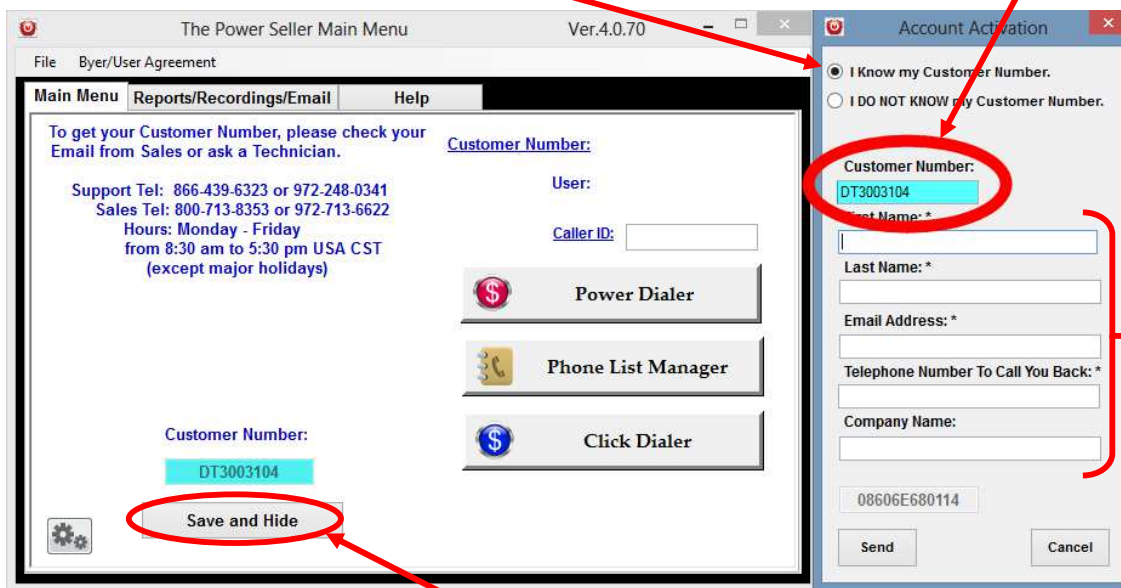 The Power Seller Main Menu Ver.4.0.70
File Byer/User Agreement
Main Menu Reports/Recordings/Email Help
To get your Customer Number, please check your
Email from Sales or ask a Technician.
Support Tel: 866-439-6323 or 972-248-0341
Sales Tel: 800-713-8353 or 972-713-6622
Hours: Monday - Friday
from 8:30 am to 5:30 pm USA CST
(except major holidays)
Customer Number:
DT3003104
Save and Hide
Customer Number:
User:
Caller ID:
Power Dialer
Phone List Manager
Click Dialer
Account Activation
I Know my Customer Number.
I DO NOT KNOW my Customer Number.
Customer Number:
DT3003104
First Name: *
Last Name: *
Email Address: *
Telephone Number To Call You Back: *
Company Name:
08606E680114
Send Cancel